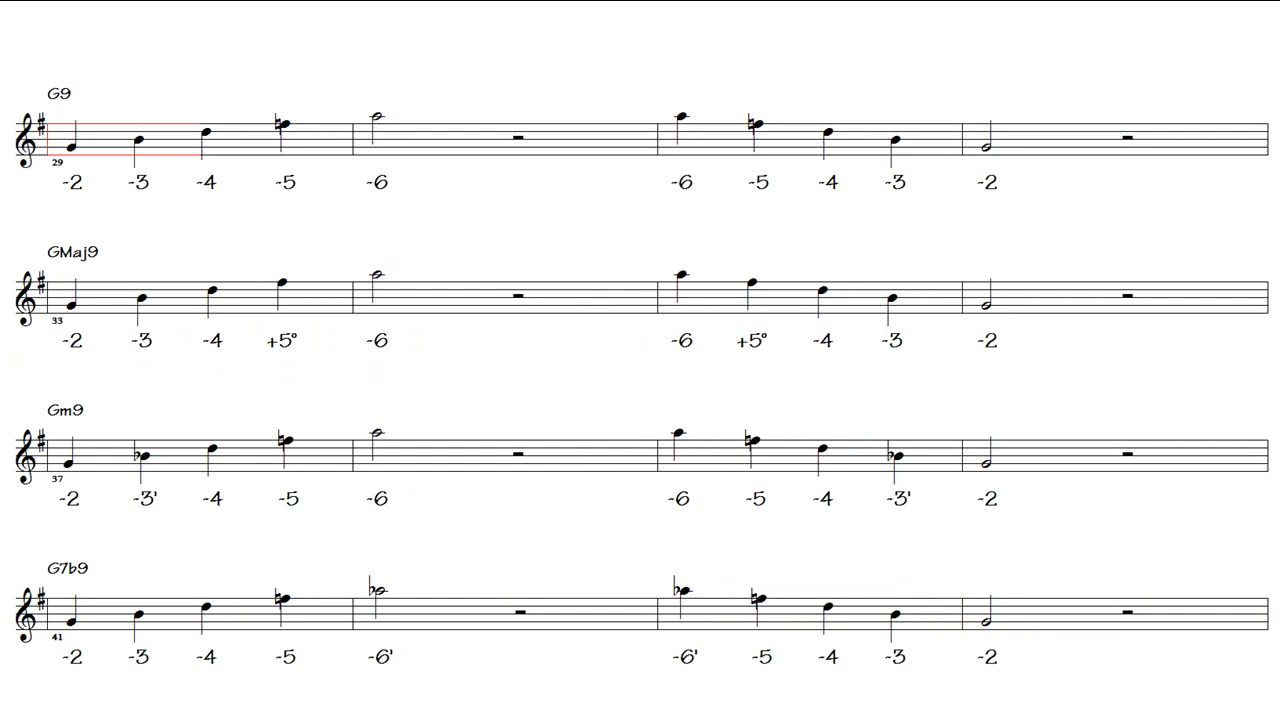 G9
29
-2 -3 -4 -5 -6 -6 -5 -4 -3 -2
GMaj9
33
-2 -3 -4 +5° -6 -6 +5° -4 -3 -2
Gm9
37
-2 -3' -4 -5 -6 -6 -5 -4 -3' -2
G7b9
41
-2 -3 -4 -5 -6' -6' -5 -4 -3 -2